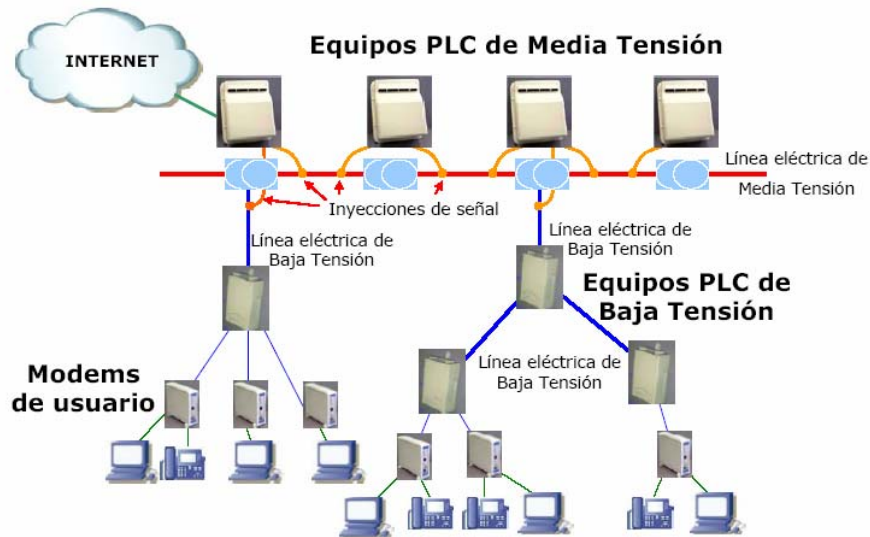 Equipos PLC de Media Tensión
INTERNET
Línea eléctrica de
Media Tensión
Inyecciones de señal
Línea eléctrica de
Baja Tensión
Línea eléctrica de
Baja Tensión
Equipos PLC de
Baja Tensión
Línea eléctrica de
Baja Tensión
Modems
de usuario